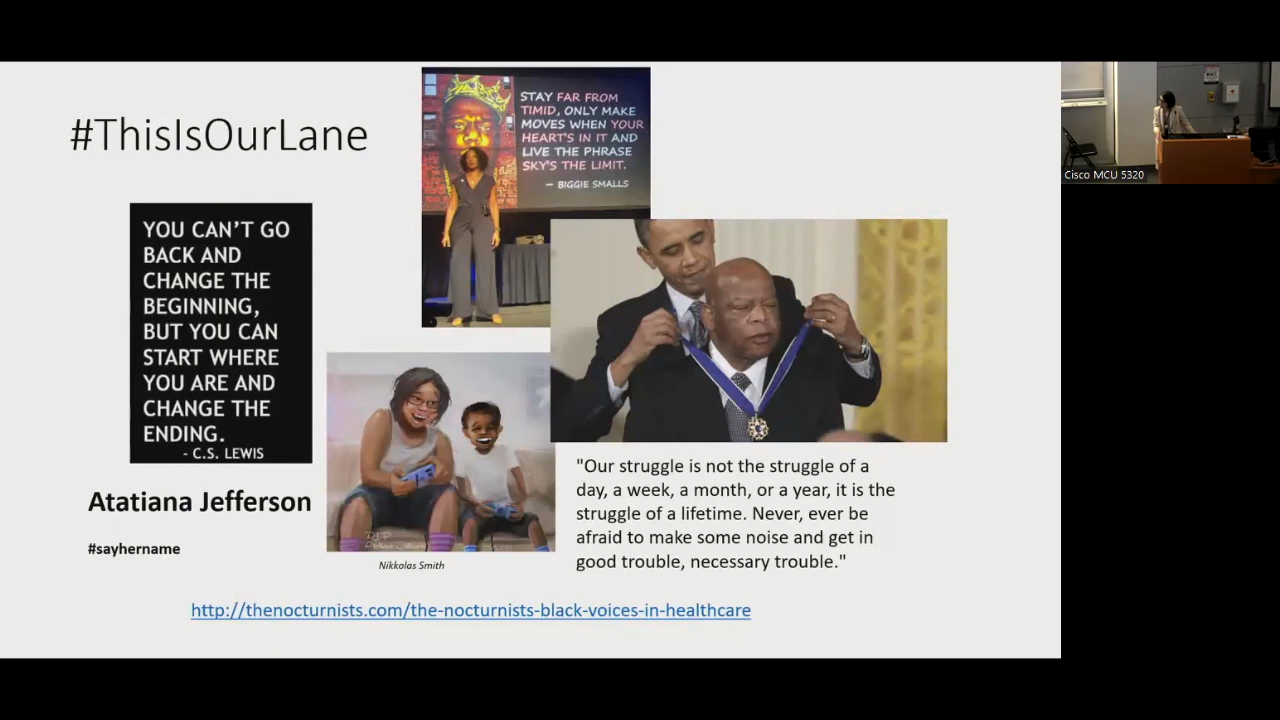 #ThisIsOurLane
STAY FAR FROM
TIMID, ONLY MAKE
MOVES WHEN YOUR
HEART'S IN IT AND
LIVE THE PHRASE
SKY'S THE LIMIT.
— BIGGIE SMALLS
Cisco MCU 5320
YOU CAN'T GO
BACK AND
CHANGE THE
BEGINNING,
BUT YOU CAN
START WHERE
YOU ARE AND
CHANGE THE
ENDING.
- C.S. LEWIS
Atatiana Jefferson
#sayhername
R.I.P
Nikkolas Smith
"Our struggle is not the struggle of a
day, a week, a month, or a year, it is the
struggle of a lifetime. Never, ever be
afraid to make some noise and get in
good trouble, necessary trouble."
http://thenocturnists.com/the-nocturnists-black-voices-in-healthcare